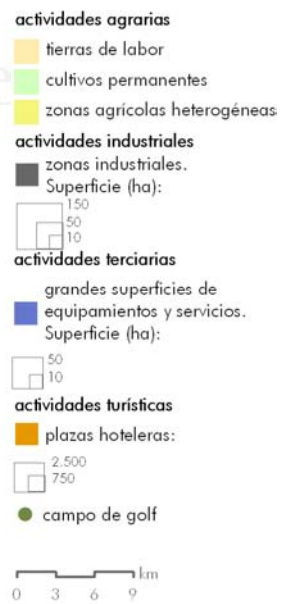 actividades agrarias
tierras de labor
cultivos permanentes
zonas agrícolas heterogéneas
actividades industriales
zonas industriales.
Superficie (ha):
150
50
10
actividades terciarias
grandes superficies de
equipamientos y servicios.
Superficie (ha):
50
10
actividades turísticas
plazas hoteleras:
2.500
750
campo de golf
km
0 3 6 9